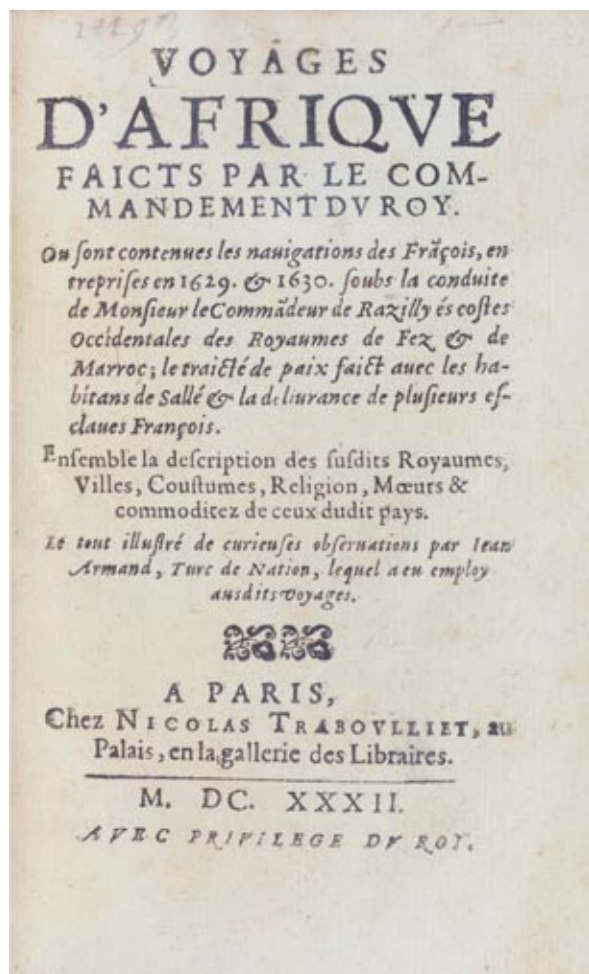 VOYAGES
D'AFRIQVE
FAICTS PAR LE COM-
MANDEMENT DV ROY.
Ou ſont contenues les nauigations des Frãçois, en
trepriſes en 1629. & 1630. ſoubs la conduite
de Monſieur le Commãdeur de Razilly és coſtes
Occidentales des Royaumes de Fez & de
Marroc; le traicté de paix faict auec les ha-
bitans de Sallé & la deliurance de pluſieurs eſ-
claues François.
Enſemble la deſcription des ſuſdits Royaumes,
Villes, Couſtumes, Religion, Mœurs &
commoditez de ceux dudit pays.
Le tout illuſtré de curieuſes obſeruations par Iean
Armand, Turc de Nation, lequel a eu employ
auſdits voyages.
A PARIS,
Chez NICOLAS TRABOVLLIET, au
Palais, en la gallerie des Libraires.
M. DC. XXXII.
AVEC PRIVILEGE DV ROY.